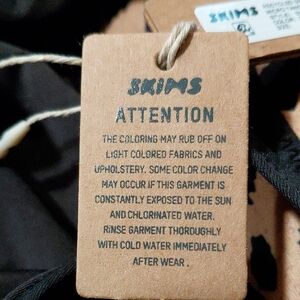 SKIMS
SKIMS
ATTENTION
THE COLORING MAY RUB OFF ON
LIGHT COLORED FABRICS AND
UPHOLSTERY. SOME COLOR CHANGE
MAY OCCUR IF THIS GARMENT IS
CONSTANTLY EXPOSED TO THE SUN
AND CHLORINATED WATER.
RINSE GARMENT THOROUGHLY
WITH COLD WATER IMMEDIATELY
AFTER WEAR.